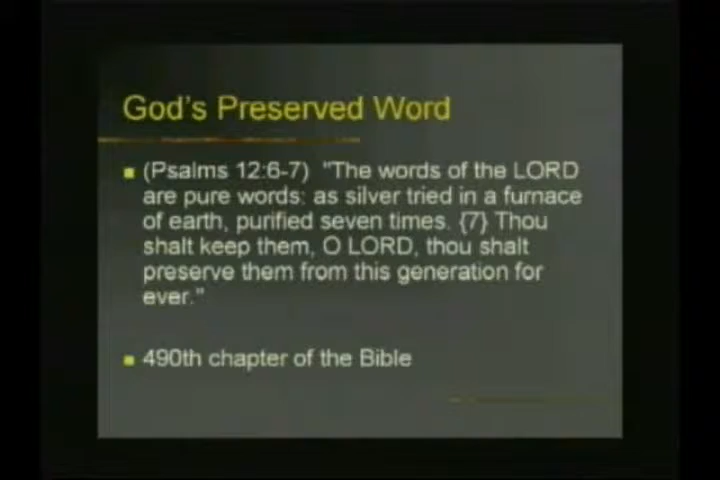 God's Preserved Word
(Psalms 12:6-7) "The words of the LORD
are pure words: as silver tried in a furnace
of earth, purified seven times. {7} Thou
shalt keep them, O LORD, thou shalt
preserve them from this generation for
ever."
490th chapter of the Bible